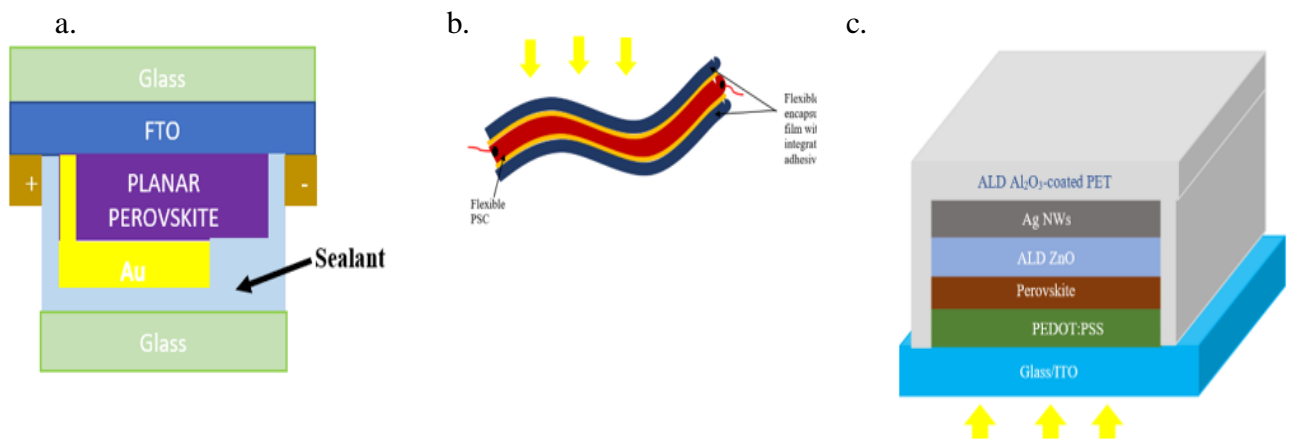 a.
Glass
FTO
+
-
PLANAR
PEROVSKITE
Au
Sealant
Glass
b.
Flexible
PSC
c.
ALD Al₂O₃-coated PET
Ag NWs
ALD ZnO
Perovskite
PEDOT:PSS
Glass/ITO